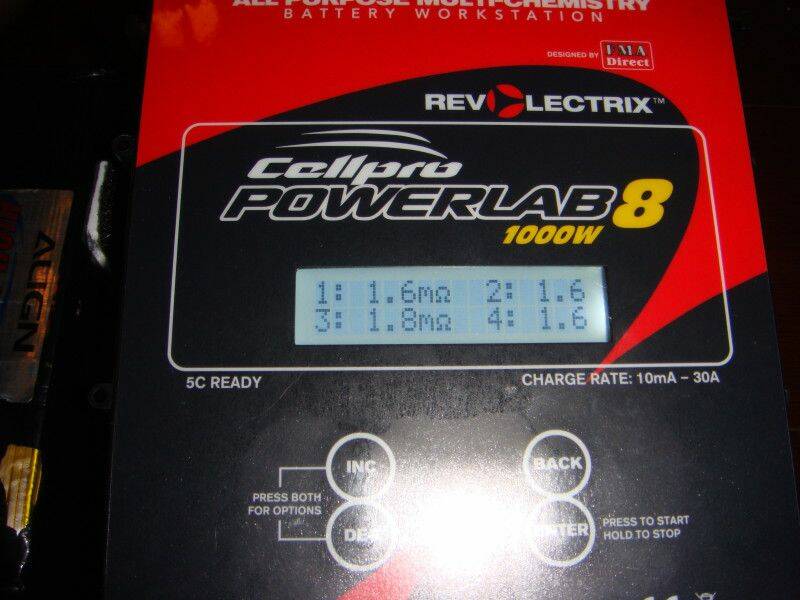 ALL PURPOSE MULTI-CHEMISTRY
BATTERY WORKSTATION
DESIGNED BY FMA Direct
REVOLECTRIX™
Cellpro
POWERLAB 8
1000W
1: 1.6mΩ 2: 1.6
3: 1.8mΩ 4: 1.6
5C READY
CHARGE RATE: 10mA – 30A
INC
BACK
PRESS BOTH
FOR OPTIONS
DEC
ENTER
PRESS TO START
HOLD TO STOP
ALIGN